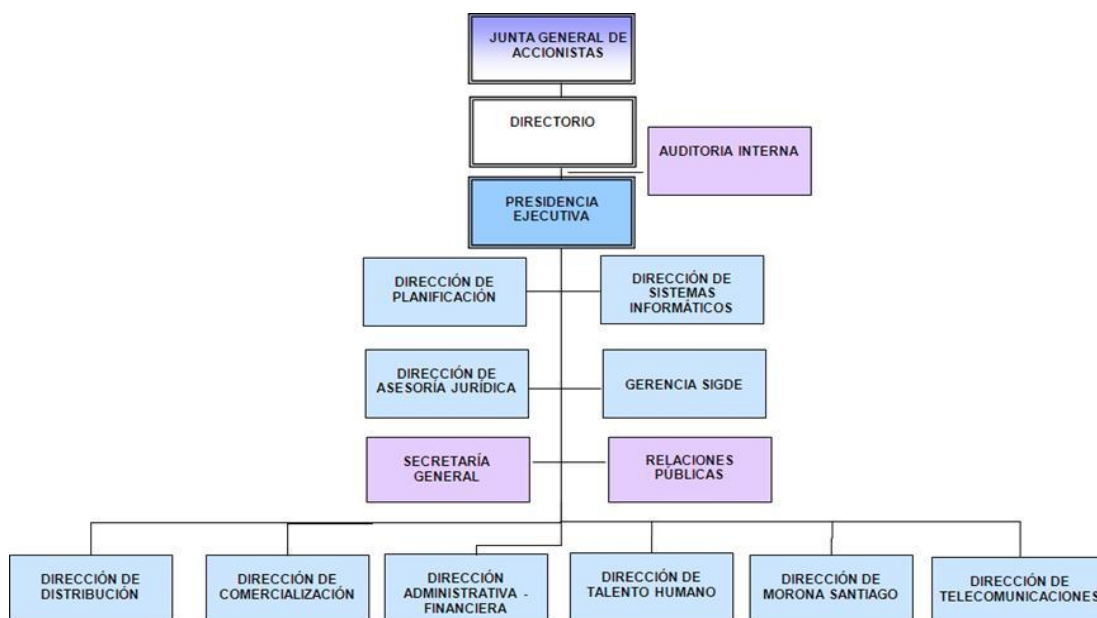 JUNTA GENERAL DE
ACCIONISTAS
DIRECTORIO
AUDITORIA INTERNA
PRESIDENCIA
EJECUTIVA
DIRECCIÓN DE
PLANIFICACIÓN
DIRECCIÓN DE
SISTEMAS
INFORMÁTICOS
DIRECCIÓN DE
ASESORÍA JURÍDICA
GERENCIA SIGDE
SECRETARÍA
GENERAL
RELACIONES
PÚBLICAS
DIRECCIÓN DE
DISTRIBUCIÓN
DIRECCIÓN DE
COMERCIALIZACIÓN
DIRECCIÓN
ADMINISTRATIVA -
FINANCIERA
DIRECCIÓN DE
TALENTO HUMANO
DIRECCIÓN DE
MORONA SANTIAGO
DIRECCIÓN DE
TELECOMUNICACIONES